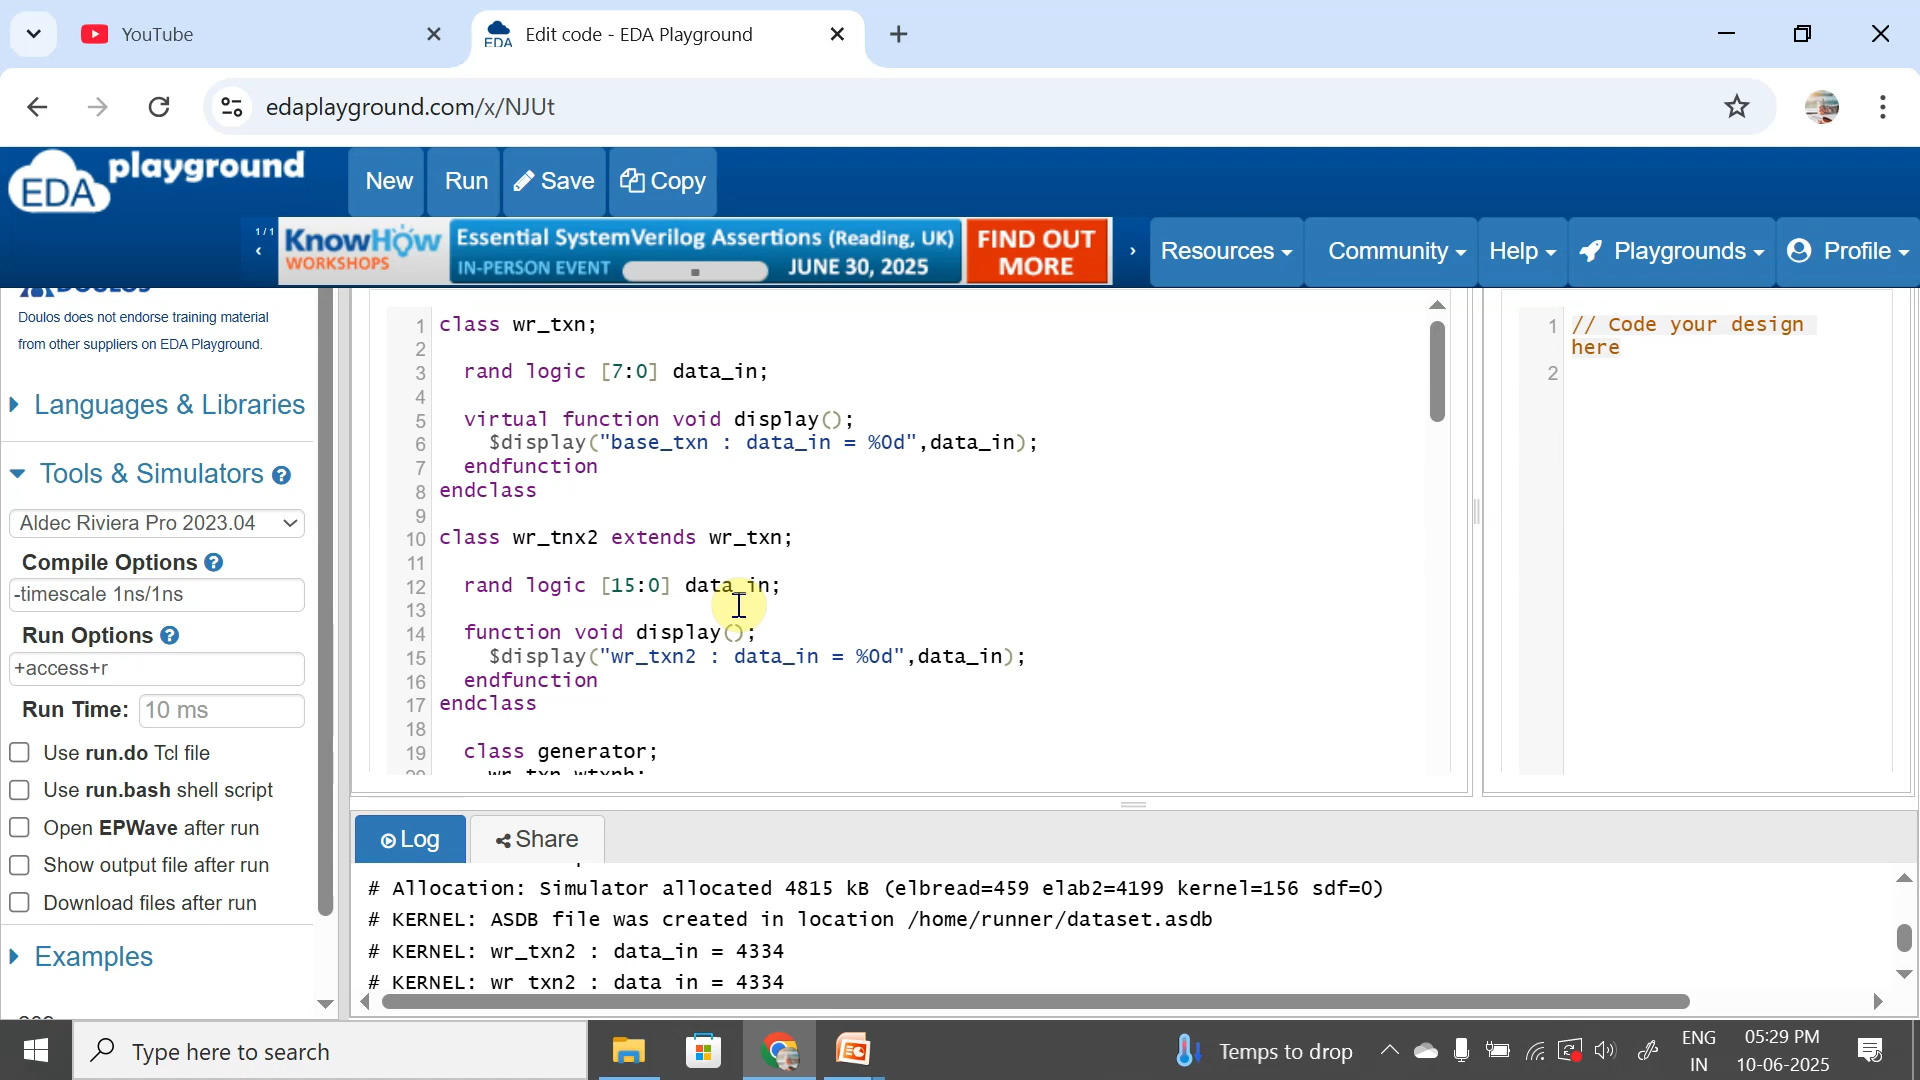 YouTube
Edit code - EDA Playground
edaplayground.com/x/NJUt
EDA playground
New
Run
Save
Copy
1/1
KnowHow WORKSHOPS
Essential SystemVerilog Assertions (Reading, UK)
IN-PERSON EVENT
JUNE 30, 2025
FIND OUT MORE
Resources
Community
Help
Playgrounds
Profile
Doulos does not endorse training material
from other suppliers on EDA Playground.
Languages & Libraries
Tools & Simulators
Aldec Riviera Pro 2023.04
Compile Options
-timescale 1ns/1ns
Run Options
+access+r
Run Time: 10 ms
Use run.do Tcl file
Use run.bash shell script
Open EPWave after run
Show output file after run
Download files after run
Examples
1 class wr_txn;
2
3 rand logic [7:0] data_in;
4
5 virtual function void display();
6 $display("base_txn : data_in = %0d",data_in);
7 endfunction
8 endclass
9
10 class wr_tnx2 extends wr_txn;
11
12 rand logic [15:0] data_in;
13
14 function void display();
15 $display("wr_txn2 : data_in = %0d",data_in);
16 endfunction
17 endclass
18
19 class generator;
20 wr_txn wtxnh;
1 // Code your design
here
2
Log
Share
# Allocation: Simulator allocated 4815 kB (elbread=459 elab2=4199 kernel=156 sdf=0)
# KERNEL: ASDB file was created in location /home/runner/dataset.asdb
# KERNEL: wr_txn2 : data_in = 4334
# KERNEL: wr_txn2 : data_in = 4334
Type here to search
Temps to drop
ENG
IN
05:29 PM
10-06-2025